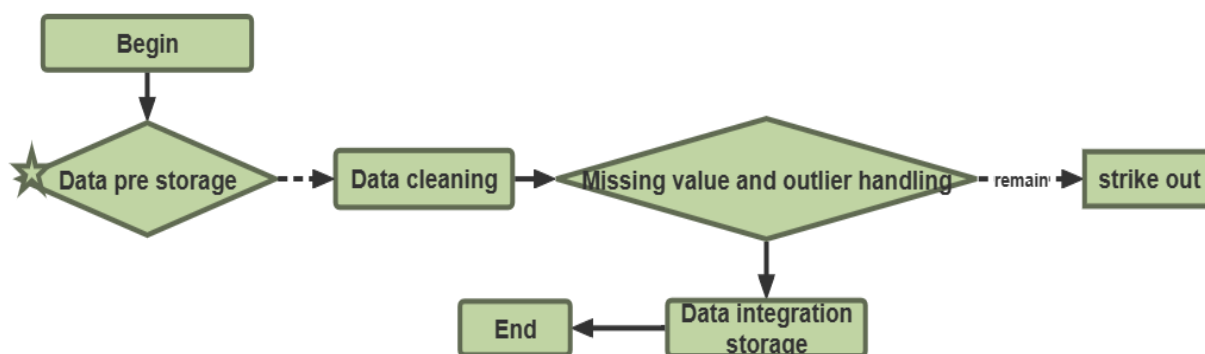 Begin
Data pre storage
Data cleaning
Missing value and outlier handling
remain
strike out
Data integration
storage
End